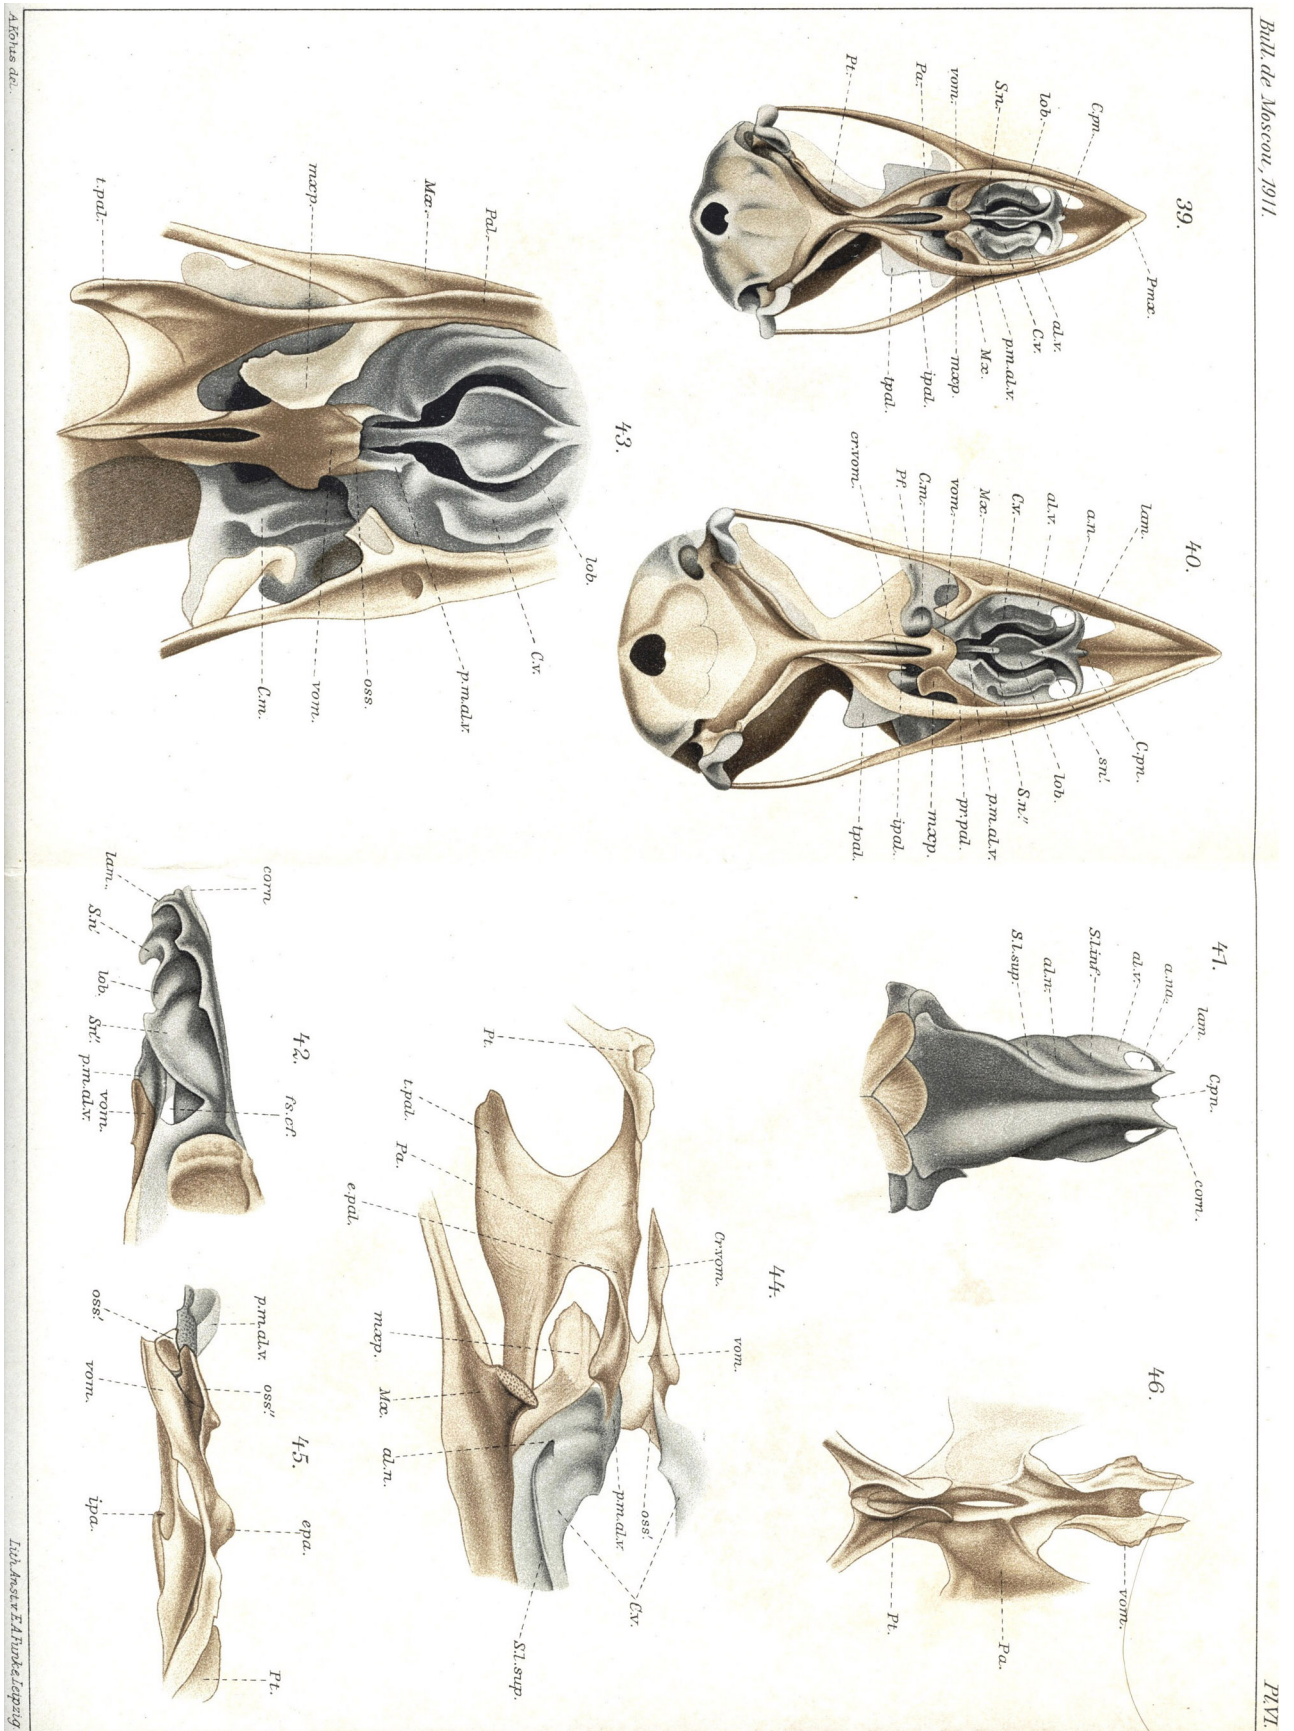 Bull. de Moscou, 1911.
Pl.VI.
39.
Pt.
Pa.
vom.
S.n.
lob.
C.pn.
Pmx.
al.v.
C.v.
p.m.al.v.
Mx.
mxp.
ipal.
tpal.
40.
cr.vom.
Pf.
C.m.
vom.
Mx.
C.v.
al.v.
a.n.
lam.
C.pn.
sn'.
lob.
S.n''.
p.m.al.v.
pr.pal.
mxp.
ipal.
tpal.
41.
S.l.sup.
al.n.
S.l.inf.
al.v.
a.na.
lam.
C.pn.
corn.
46.
vom.
Pa.
Pt.
43.
t.pal.
mxp.
Mx.
Pal.
lob.
C.v.
p.m.al.v.
oss.
vom.
C.m.
44.
Pt.
t.pal.
Pa.
e.pal.
mxp.
Mx.
al.n.
Cr.vom.
vom.
oss'.
p.m.al.v.
C.v.
S.l.sup.
42.
corn.
lam.
S.n'.
lob.
Sn''.
p.m.al.v.
vom.
fs.cf.
45.
p.m.al.v.
oss'.
oss''.
vom.
epa.
ipa.
Pt.
A.Kohts del.
Lith.Anst.v.E.A.Funke,Leipzig.